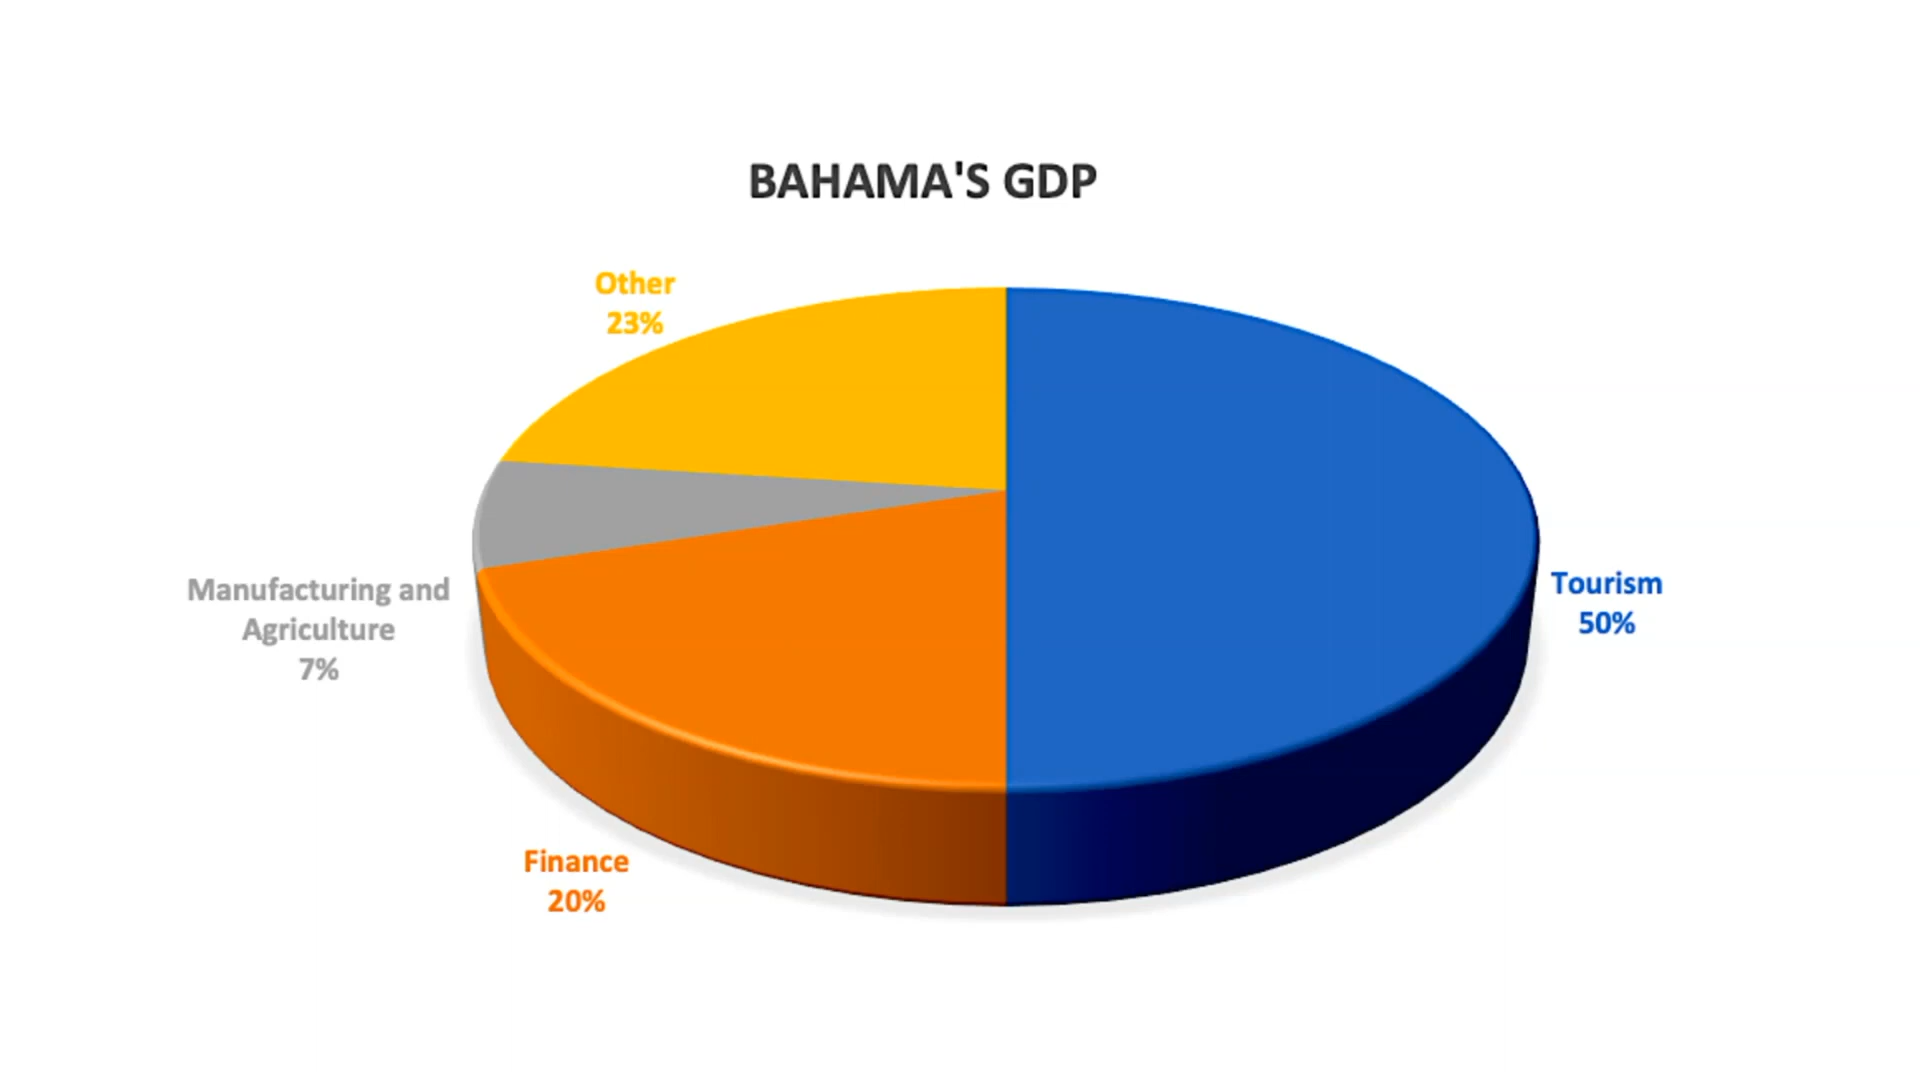 BAHAMA'S GDP
Other
23%
Manufacturing and
Agriculture
7%
Tourism
50%
Finance
20%